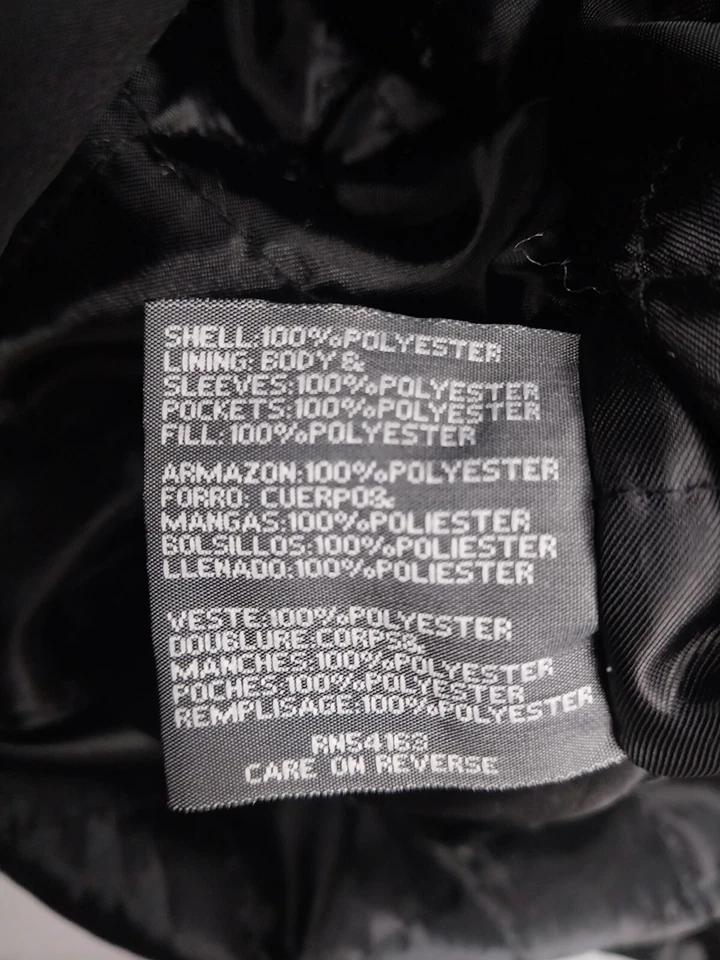 SHELL:100%POLYESTER
LINING: BODY &
SLEEVES:100%POLYESTER
POCKETS:100%POLYESTER
FILL:100%POLYESTER
ARMAZON:100%POLYESTER
FORRO: CUERPO&
MANGAS:100%POLIESTER
BOLSILLOS:100%POLIESTER
LLENADO:100%POLIESTER
VESTE:100%POLYESTER
DOUBLURE:CORPS&
MANCHES:100%POLYESTER
POCHES:100%POLYESTER
REMPLISAGE:100%POLYESTER
RN54163
CARE ON REVERSE